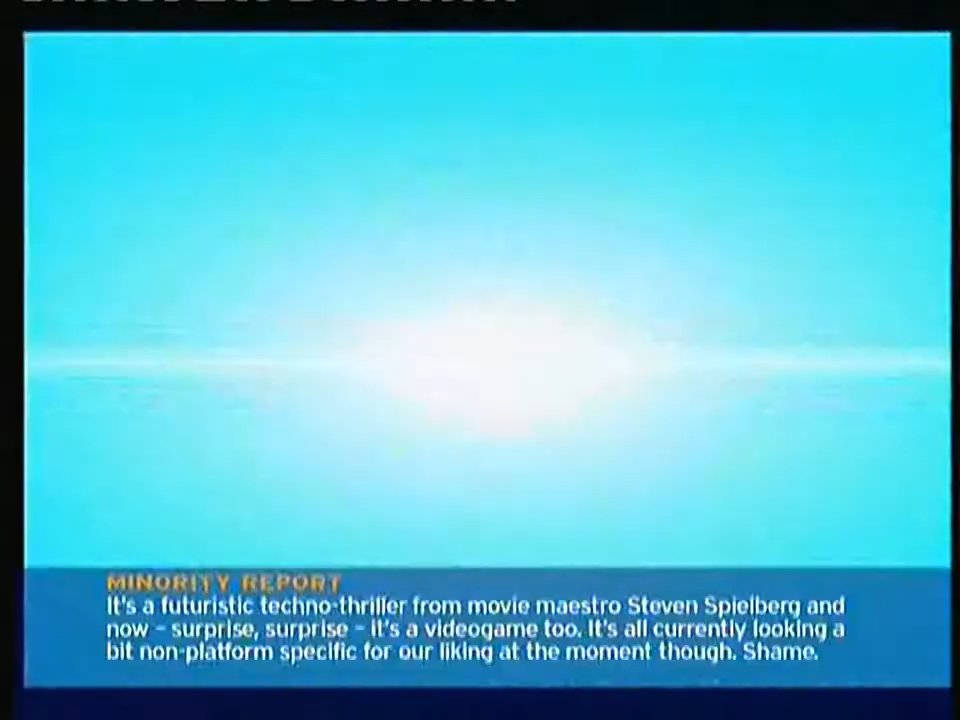 MINORITY REPORT
It's a futuristic techno-thriller from movie maestro Steven Spielberg and
now - surprise, surprise - it's a videogame too. It's all currently looking a
bit non-platform specific for our liking at the moment though. Shame.